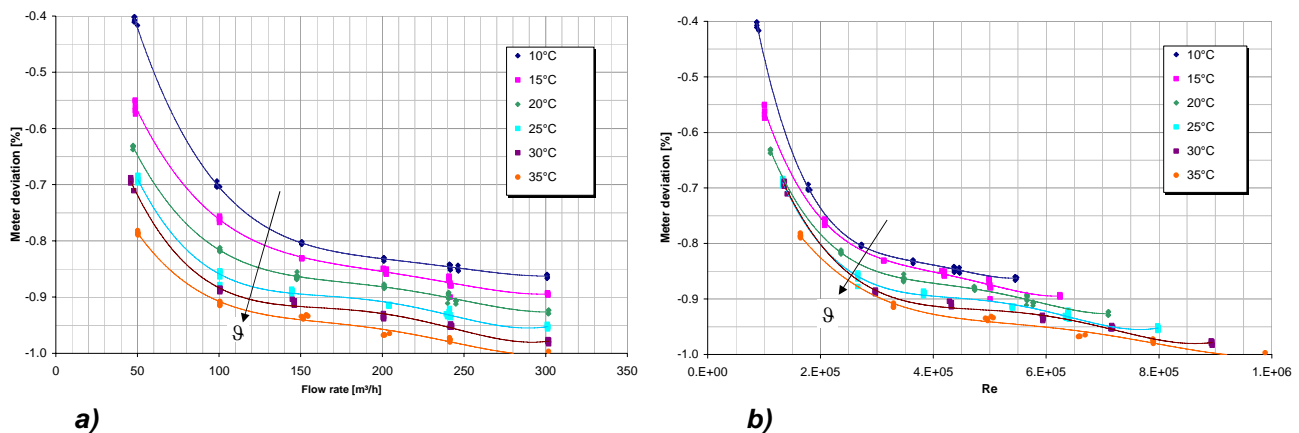 -0.4
-0.5
-0.6
-0.7
-0.8
-0.9
-1.0
Meter deviation [%]
0
50
100
150
200
250
300
350
Flow rate [m³/h]
10°C
15°C
20°C
25°C
30°C
35°C
ϑ
a)
-0.4
-0.5
-0.6
-0.7
-0.8
-0.9
-1.0
Meter deviation [%]
0.E+00
2.E+05
4.E+05
6.E+05
8.E+05
1.E+06
Re
10°C
15°C
20°C
25°C
30°C
35°C
ϑ
b)